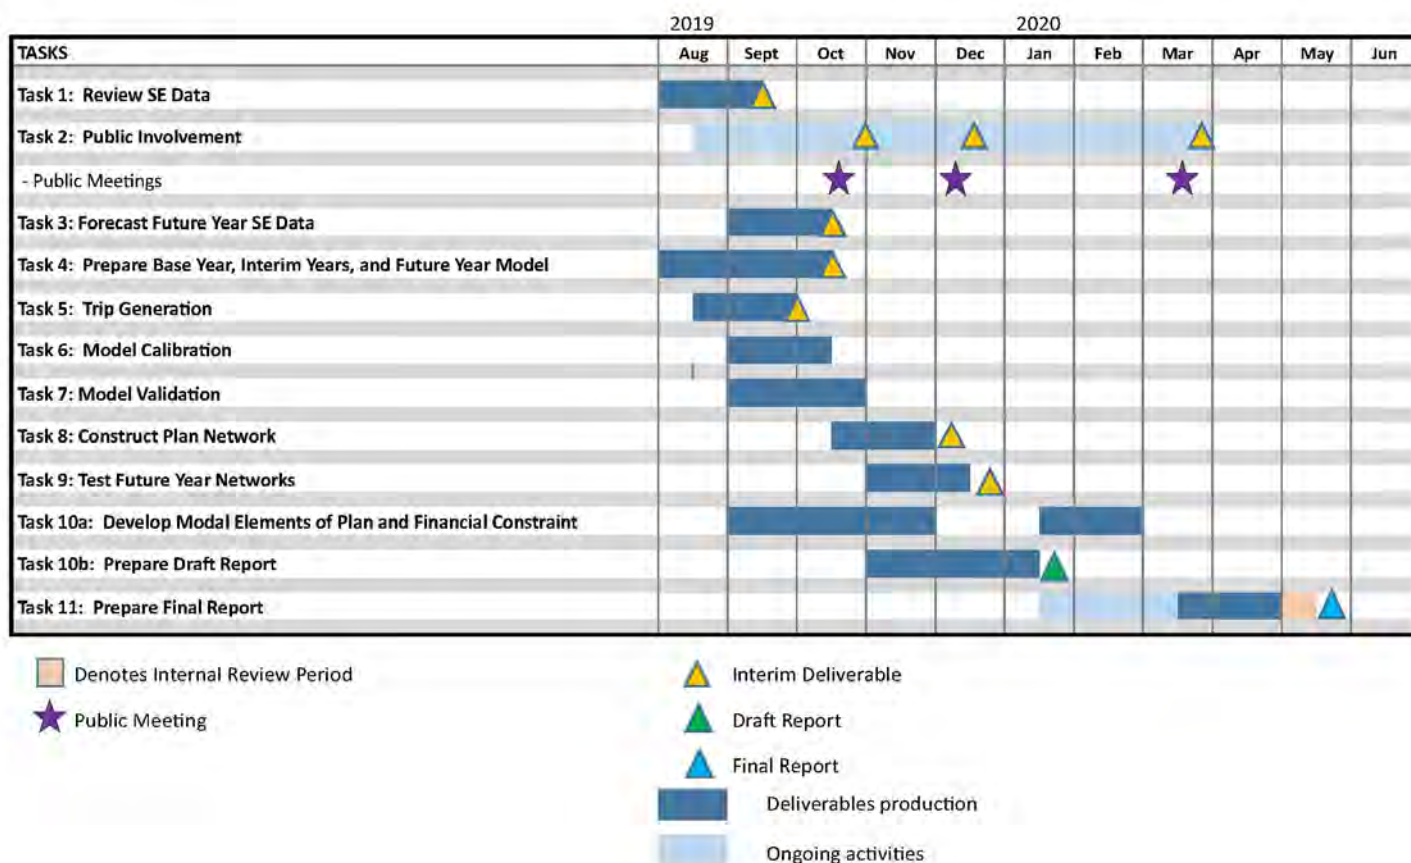 2019 2020
TASKS Aug Sept Oct Nov Dec Jan Feb Mar Apr May Jun
Task 1:  Review SE Data
Task 2:  Public Involvement
- Public Meetings
Task 3: Forecast Future Year SE Data
Task 4:  Prepare Base Year, Interim Years, and Future Year Model
Task 5:  Trip Generation
Task 6:  Model Calibration
Task 7: Model Validation
Task 8: Construct Plan Network
Task 9: Test Future Year Networks
Task 10a:  Develop Modal Elements of Plan and Financial Constraint
Task 10b:  Prepare Draft Report
Task 11:  Prepare Final Report
Denotes Internal Review Period
Public Meeting
Interim Deliverable
Draft Report
Final Report
Deliverables production
Ongoing activities